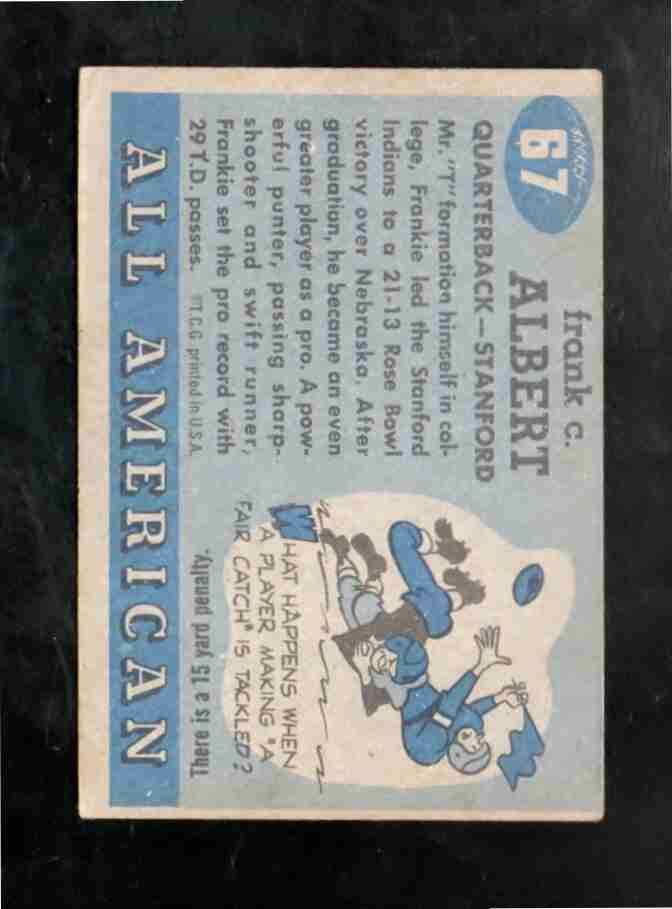 67
frank c.
ALBERT
QUARTERBACK—STANFORD
Mr. "T" formation himself in col-
lege, Frankie led the Stanford
Indians to a 21-13 Rose Bowl
victory over Nebraska. After
graduation, he became an even
greater player as a pro. A pow-
erful punter, passing sharp-
shooter and swift runner,
Frankie set the pro record with
29 T.D. passes.
T.C.G. printed in U.S.A.
WHAT HAPPENS WHEN
A PLAYER MAKING "A
FAIR CATCH" IS TACKLED?
There is a 15 yard penalty.
ALL AMERICAN